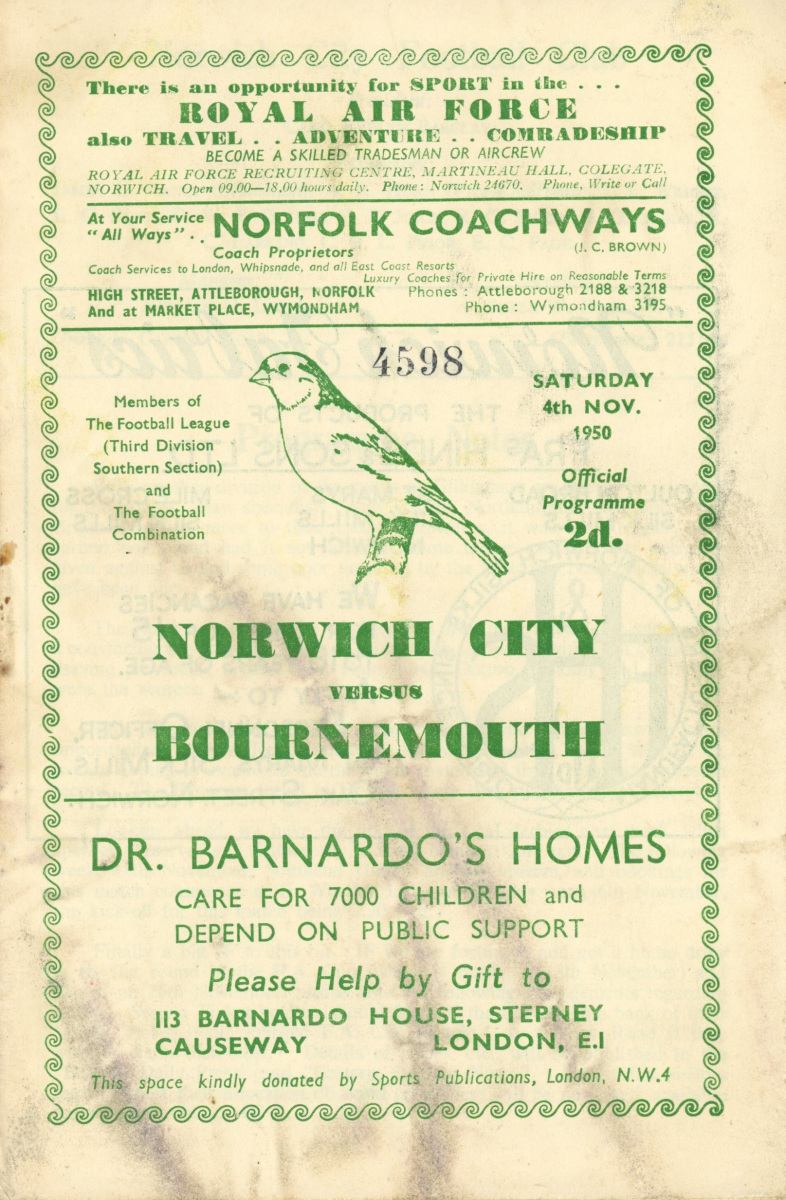 There is an opportunity for SPORT in the . . .
ROYAL AIR FORCE
also TRAVEL . . ADVENTURE . . COMRADESHIP
BECOME A SKILLED TRADESMAN OR AIRCREW
ROYAL AIR FORCE RECRUITING CENTRE, MARTINEAU HALL, COLEGATE,
NORWICH. Open 09.00—18.00 hours daily. Phone: Norwich 24670. Phone, Write or Call
At Your Service
"All Ways" . .
NORFOLK COACHWAYS
Coach Proprietors
(J. C. BROWN)
Coach Services to London, Whipsnade, and all East Coast Resorts
Luxury Coaches for Private Hire on Reasonable Terms
HIGH STREET, ATTLEBOROUGH, NORFOLK Phones : Attleborough 2188 & 3218
And at MARKET PLACE, WYMONDHAM Phone : Wymondham 3195
4598
Members of
The Football League
(Third Division
Southern Section)
and
The Football
Combination
SATURDAY
4th NOV.
1950
Official
Programme
2d.
NORWICH CITY
VERSUS
BOURNEMOUTH
DR. BARNARDO'S HOMES
CARE FOR 7000 CHILDREN and
DEPEND ON PUBLIC SUPPORT
Please Help by Gift to
113 BARNARDO HOUSE, STEPNEY
CAUSEWAY LONDON, E.1
This space kindly donated by Sports Publications, London, N.W.4